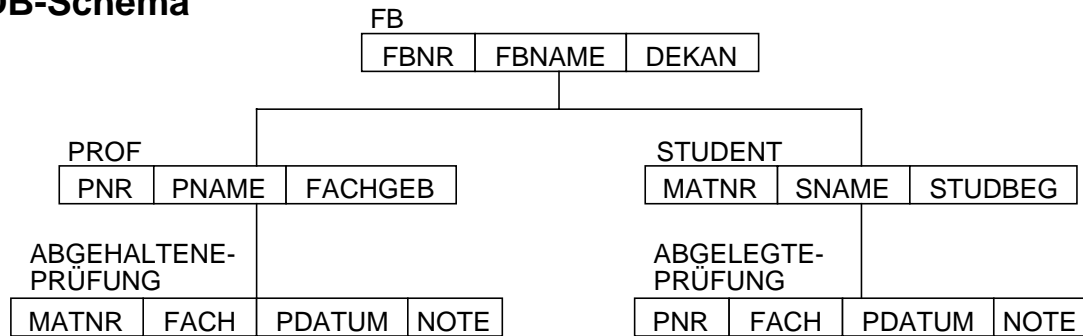 DB-Schema
FB
FBNR FBNAME DEKAN
PROF
PNR PNAME FACHGEB
STUDENT
MATNR SNAME STUDBEG
ABGEHALTENE-
PRÜFUNG
MATNR FACH PDATUM NOTE
ABGELEGTE-
PRÜFUNG
PNR FACH PDATUM NOTE